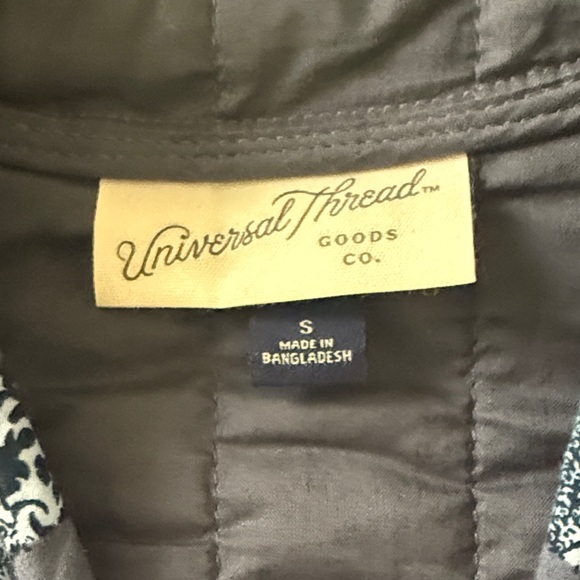 Universal Thread™
GOODS
CO.
S
MADE IN
BANGLADESH